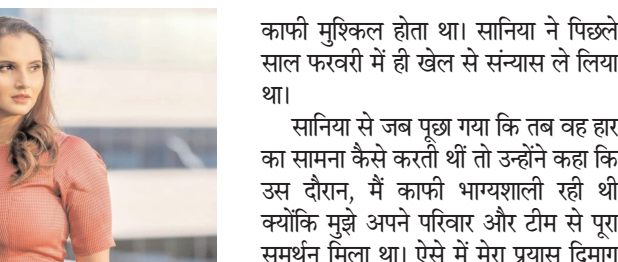 काफी मुश्किल होता था। सानिया ने पिछले
साल फरवरी में ही खेल से संन्यास ले लिया
था।
सानिया से जब पूछा गया कि तब वह हार
का सामना कैसे करती थीं तो उन्होंने कहा कि
उस दौरान, मैं काफी भाग्यशाली रही थी
क्योंकि मुझे अपने परिवार और टीम से पूरा
समर्थन मिला था। ऐसे में मेरा प्रयास दिमाग